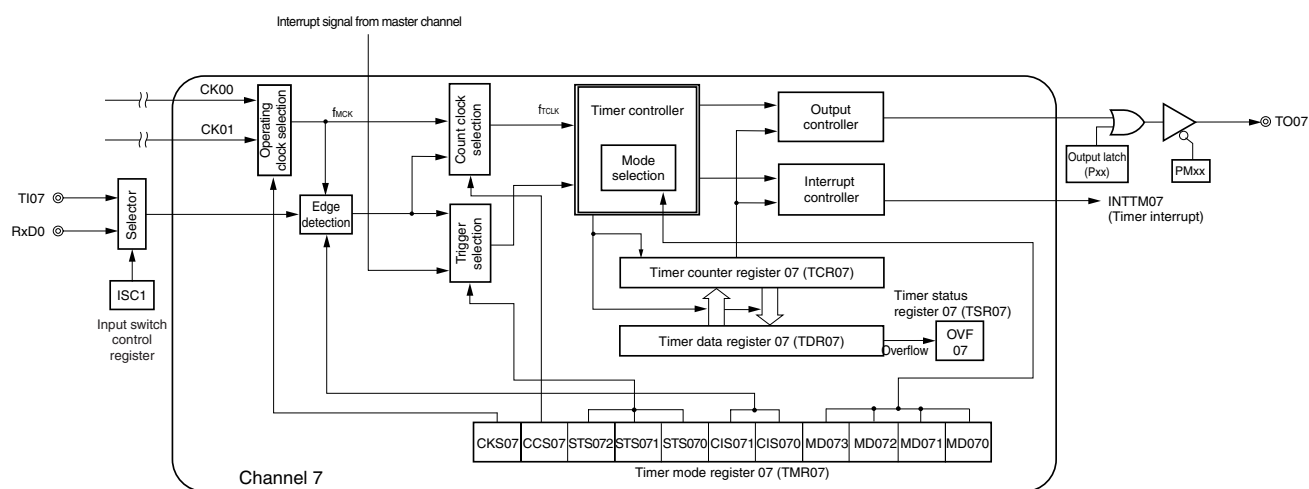 Interrupt signal from master channel
CK00
CK01
Operating
clock selection
fMCK
Count clock
selection
fTCLK
Timer controller
Mode
selection
Output
controller
Interrupt
controller
Output latch
(Pxx)
PMxx
TO07
INTTM07
(Timer interrupt)
TI07
RxD0
Selector
Edge
detection
Trigger
selection
ISC1
Input switch
control
register
Timer counter register 07 (TCR07)
Timer status
register 07 (TSR07)
Timer data register 07 (TDR07)
Overflow
OVF
07
CKS07
CCS07
STS072
STS071
STS070
CIS071
CIS070
MD073
MD072
MD071
MD070
Timer mode register 07 (TMR07)
Channel 7